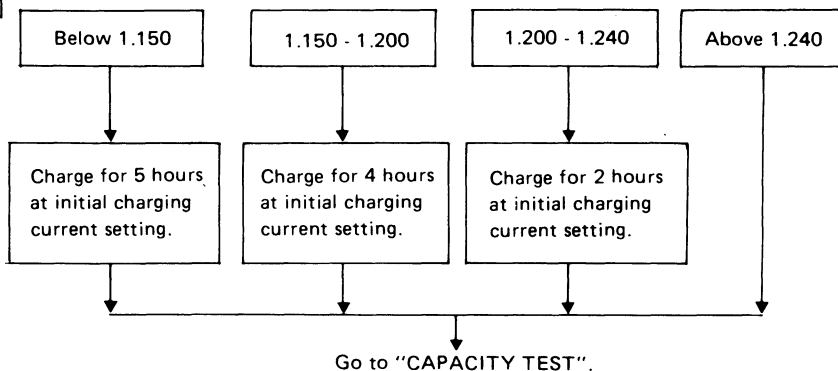 Below 1.150
1.150 - 1.200
1.200 - 1.240
Above 1.240
Charge for 5 hours
at initial charging
current setting.
Charge for 4 hours
at initial charging
current setting.
Charge for 2 hours
at initial charging
current setting.
Go to "CAPACITY TEST".